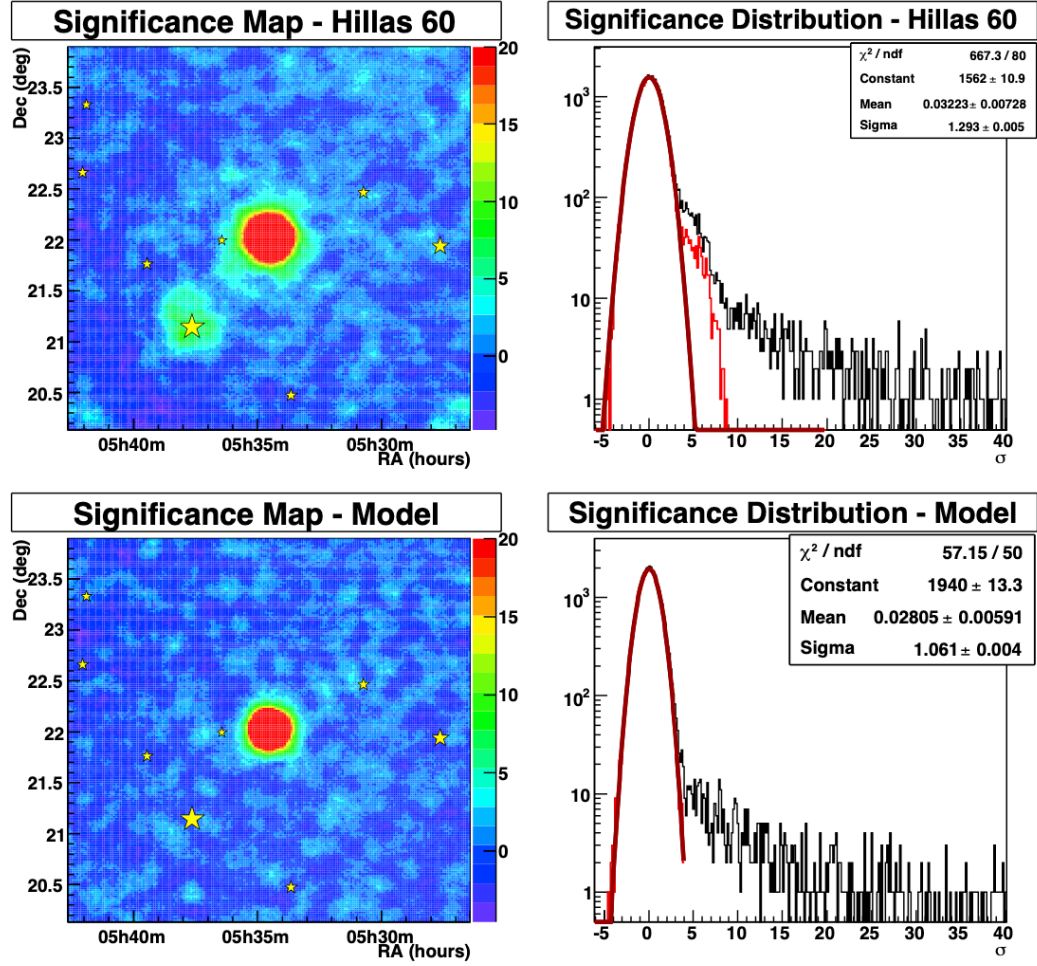 Significance Map - Hillas 60
Dec (deg)
23.5
23
22.5
22
21.5
21
20.5
05h40m
05h35m
05h30m
RA (hours)
20
15
10
5
0
Significance Distribution - Hillas 60
χ² / ndf 667.3 / 80
Constant 1562 ± 10.9
Mean 0.03223± 0.00728
Sigma 1.293 ± 0.005
10³
10²
10
1
-5 0 5 10 15 20 25 30 35 40
σ
Significance Map - Model
Dec (deg)
23.5
23
22.5
22
21.5
21
20.5
05h40m
05h35m
05h30m
RA (hours)
20
15
10
5
0
Significance Distribution - Model
χ² / ndf 57.15 / 50
Constant 1940 ± 13.3
Mean 0.02805 ± 0.00591
Sigma 1.061 ± 0.004
10³
10²
10
1
-5 0 5 10 15 20 25 30 35 40
σ